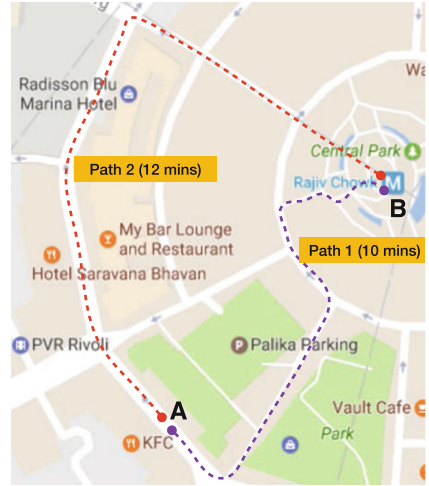 Radisson Blu
Marina Hotel
Wa
Central Park
Rajiv Chowk
M
B
Path 2 (12 mins)
My Bar Lounge
and Restaurant
Path 1 (10 mins)
Hotel Saravana Bhavan
PVR Rivoli
P
Palika Parking
A
Vault Cafe
KFC
Park